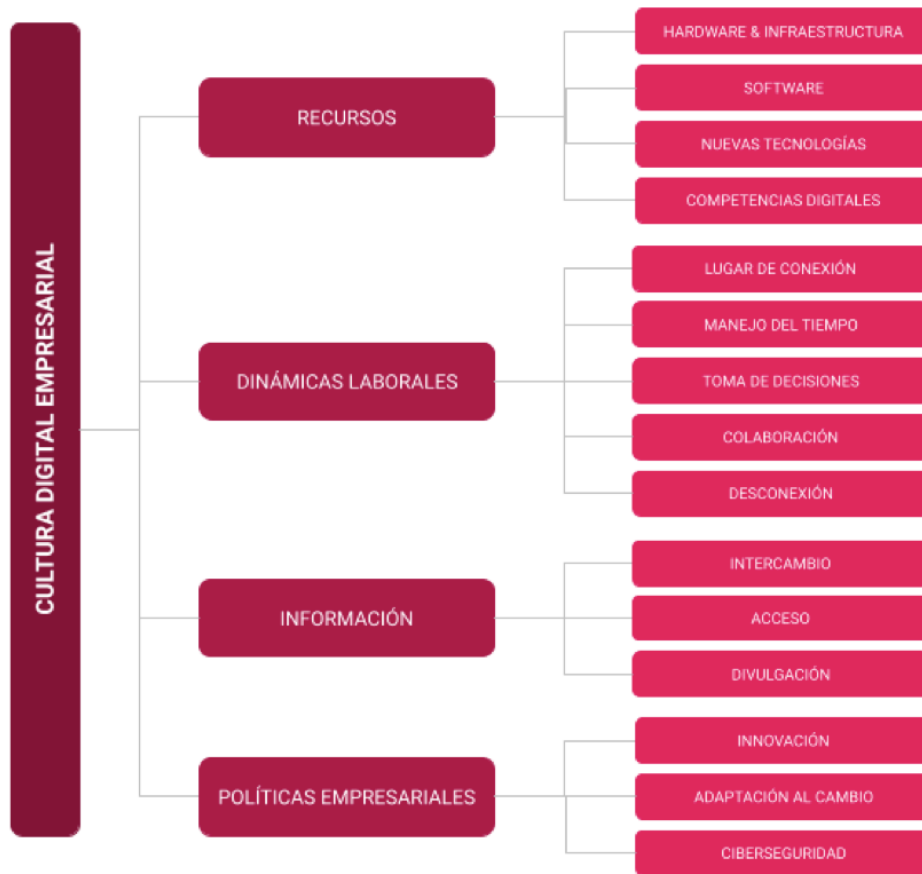 CULTURA DIGITAL EMPRESARIAL
RECURSOS
HARDWARE & INFRAESTRUCTURA
SOFTWARE
NUEVAS TECNOLOGÍAS
COMPETENCIAS DIGITALES
DINÁMICAS LABORALES
LUGAR DE CONEXIÓN
MANEJO DEL TIEMPO
TOMA DE DECISIONES
COLABORACIÓN
DESCONEXIÓN
INFORMACIÓN
INTERCAMBIO
ACCESO
DIVULGACIÓN
POLÍTICAS EMPRESARIALES
INNOVACIÓN
ADAPTACIÓN AL CAMBIO
CIBERSEGURIDAD